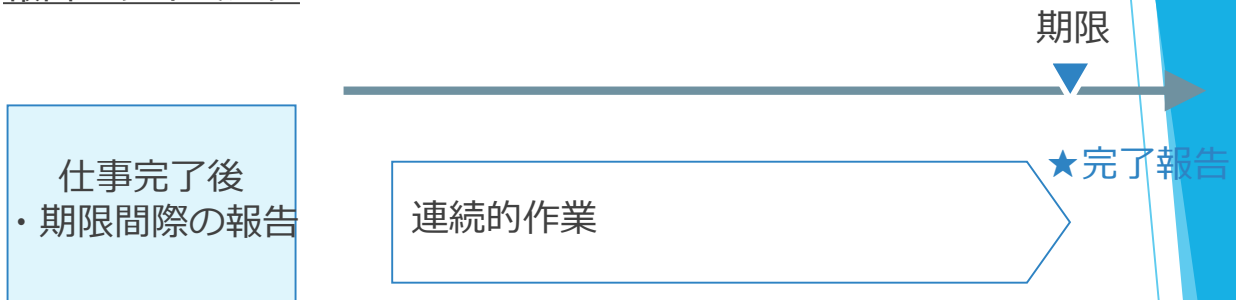 期限
仕事完了後
・期限間際の報告
連続的作業
★完了報告